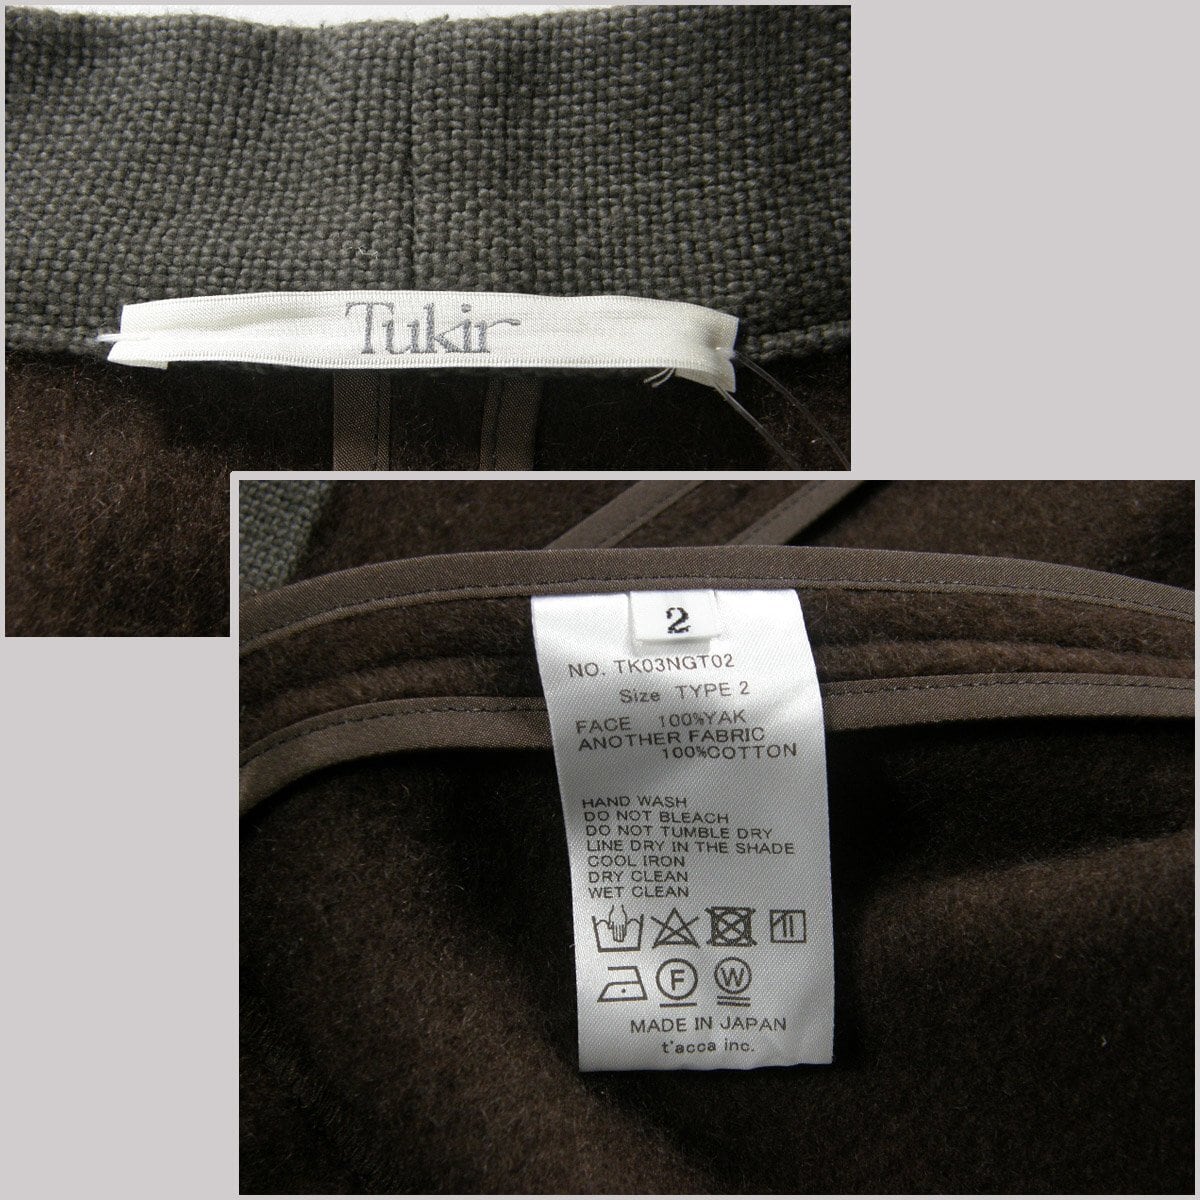 Tukir
2
NO. TK03NGT02
Size TYPE 2
FACE 100%YAK
ANOTHER FABRIC
100%COTTON
HAND WASH
DO NOT BLEACH
DO NOT TUMBLE DRY
LINE DRY IN THE SHADE
COOL IRON
DRY CLEAN
WET CLEAN
F W
MADE IN JAPAN
t'acca inc.